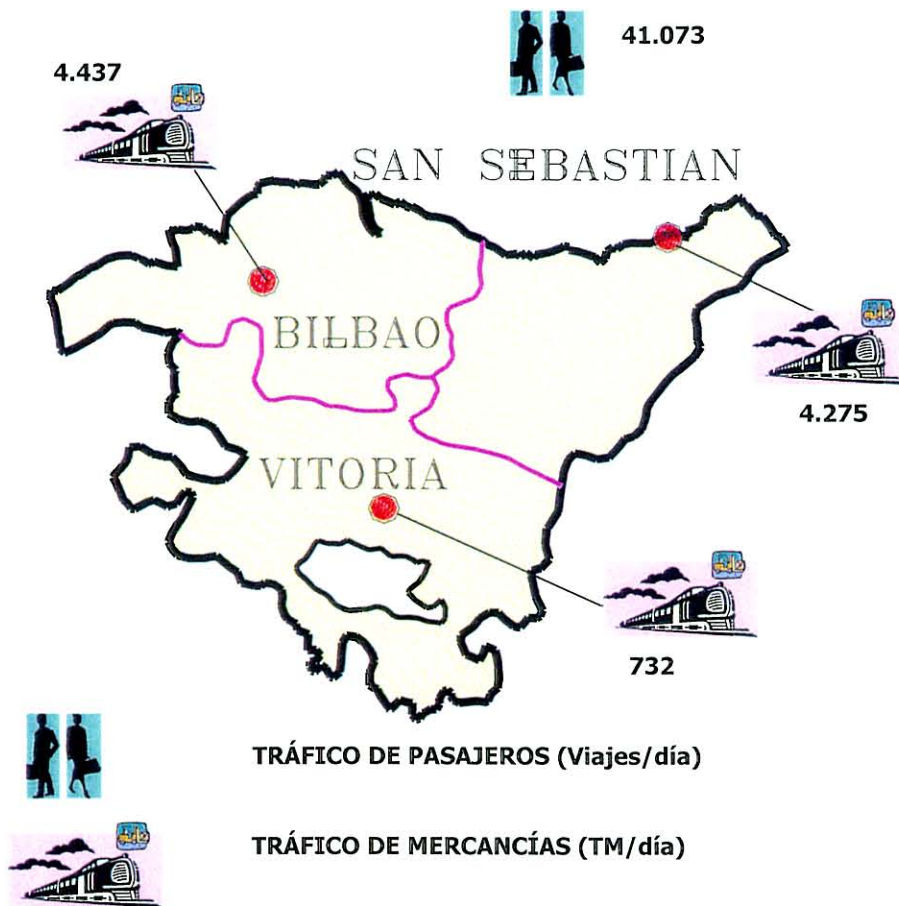 41.073
4.437
SAN SEBASTIAN
BILBAO
4.275
VITORIA
732
TRÁFICO DE PASAJEROS (Viajes/día)
TRÁFICO DE MERCANCÍAS (TM/día)